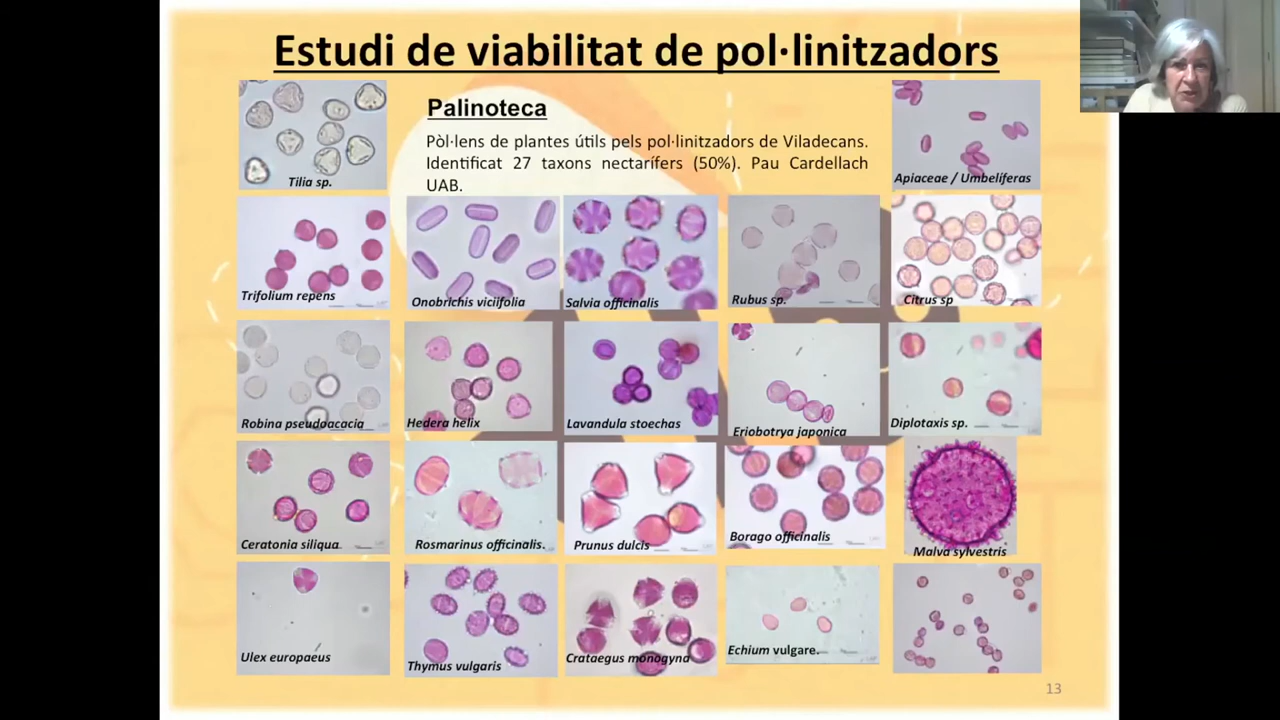 Estudi de viabilitat de pol·linitzadors
Palinoteca
Pòl·lens de plantes útils pels pol·linitzadors de Viladecans.
Identificat 27 taxons nectarífers (50%). Pau Cardellach
UAB.
Tilia sp.
Apiaceae / Umbelíferas
Trifolium repens
Onobrichis viciifolia
Salvia officinalis
Rubus sp.
Citrus sp
Robina pseudoacacia
Hedera helix
Lavandula stoechas
Eriobotrya japonica
Diplotaxis sp.
Ceratonia siliqua
Rosmarinus officinalis.
Prunus dulcis
Borago officinalis
Malva sylvestris
Ulex europaeus
Thymus vulgaris
Crataegus monogyna
Echium vulgare.
13